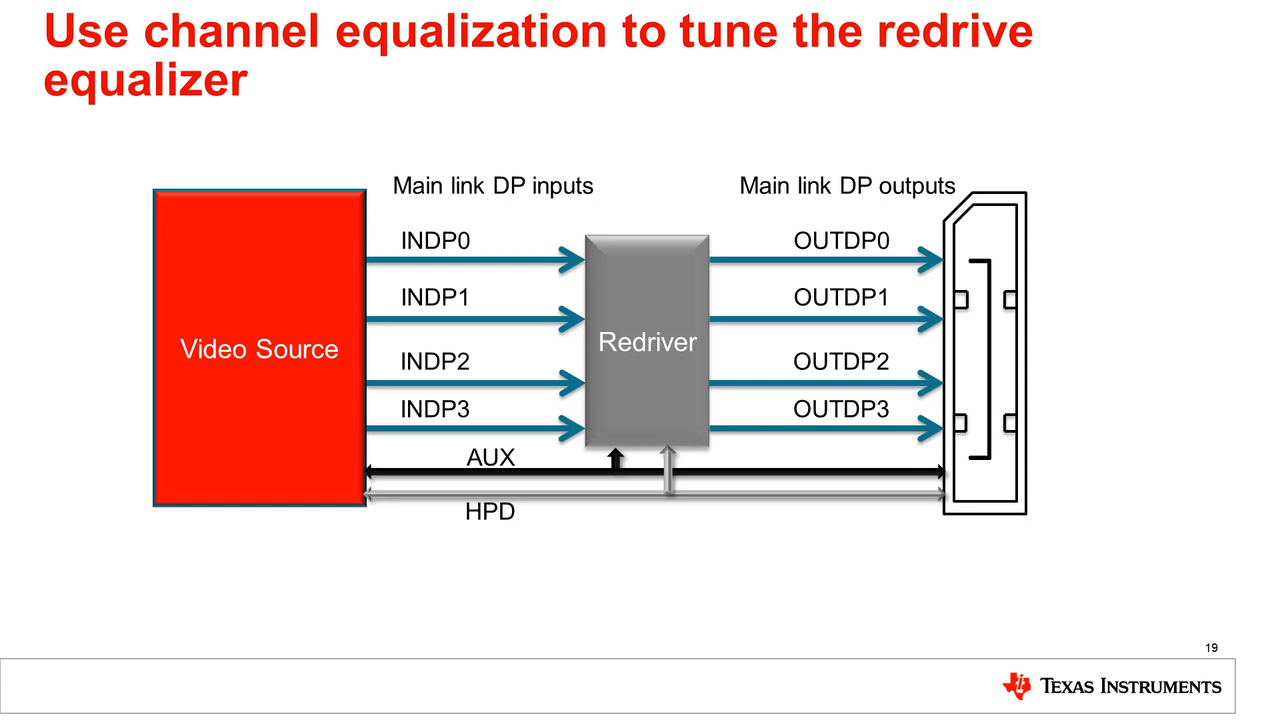 Use channel equalization to tune the redrive
equalizer
Main link DP inputs
Main link DP outputs
INDP0
OUTDP0
INDP1
OUTDP1
Video Source
Redriver
INDP2
OUTDP2
INDP3
OUTDP3
AUX
HPD
19
TEXAS INSTRUMENTS